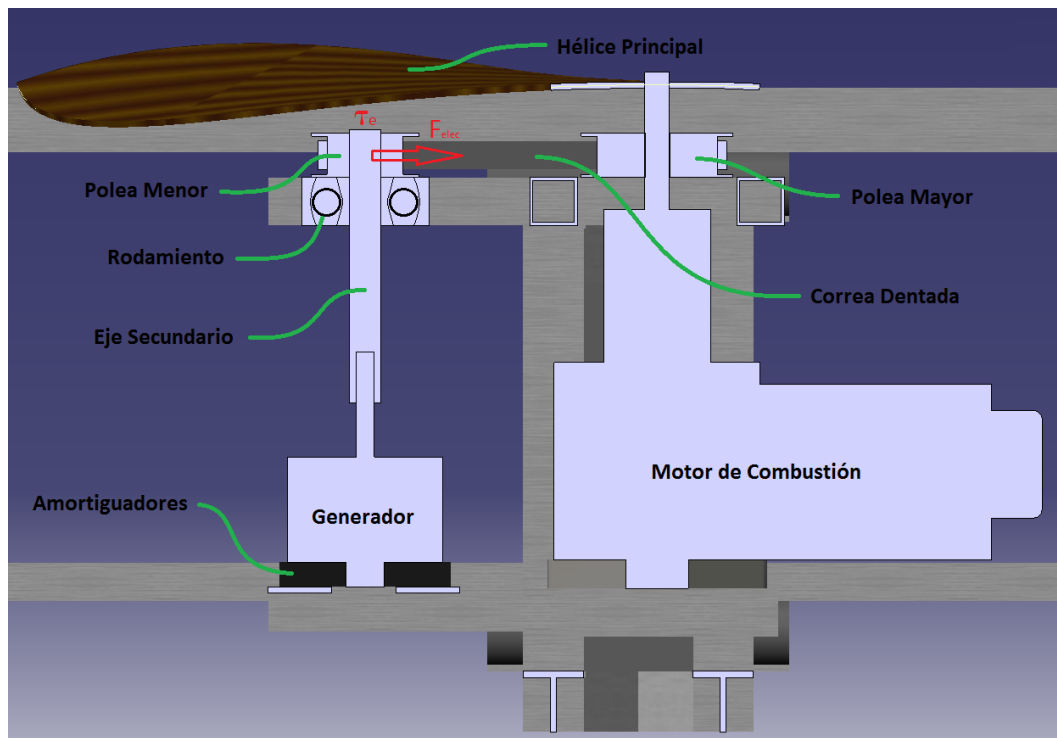 Hélice Principal
τe
Felec
Polea Menor
Polea Mayor
Rodamiento
Correa Dentada
Eje Secundario
Motor de Combustión
Amortiguadores
Generador